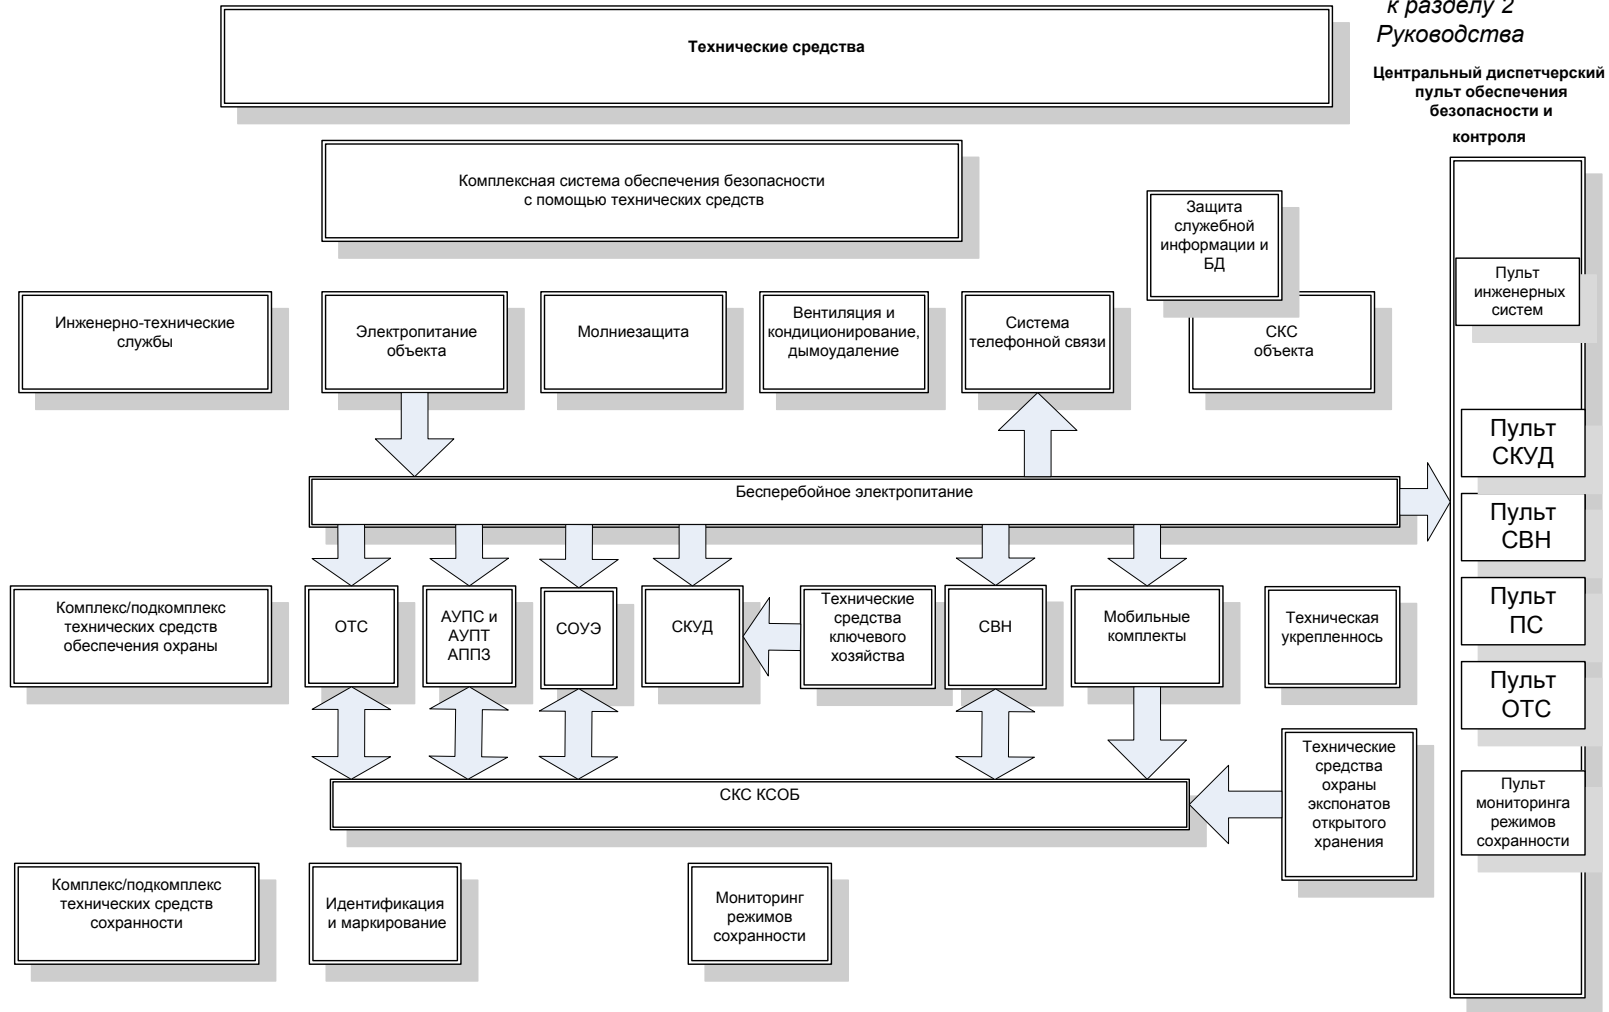 к разделу 2
Руководства
Технические средства
Центральный диспетчерский
пульт обеспечения
безопасности и
контроля
Комплексная система обеспечения безопасности
с помощью технических средств
Защита
служебной
информации и
БД
Инженерно-технические
службы
Электропитание
объекта
Молниезащита
Вентиляция и
кондиционирование,
дымоудаление
Система
телефонной связи
СКС
объекта
Пульт
инженерных
систем
Пульт
СКУД
Пульт
СВН
Пульт
ПС
Пульт
ОТС
Пульт
мониторинга
режимов
сохранности
Бесперебойное электропитание
Комплекс/подкомплекс
технических средств
обеспечения охраны
ОТС
АУПС и
АУПТ
АППЗ
СОУЭ
СКУД
Технические
средства
ключевого
хозяйства
СВН
Мобильные
комплекты
Техническая
укрепленнось
СКС КСОБ
Технические
средства
охраны
экспонатов
открытого
хранения
Комплекс/подкомплекс
технических средств
сохранности
Идентификация
и маркирование
Мониторинг
режимов
сохранности